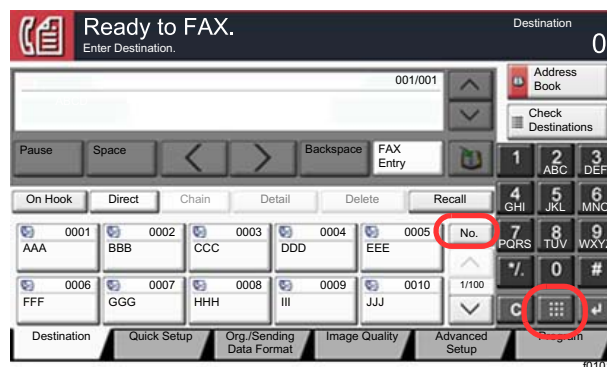 Ready to FAX.
Enter Destination.
Destination
0
001/001
Address
Book
Check
Destinations
Pause
Space
Backspace
FAX
Entry
1
2
ABC
3
DEF
On Hook
Direct
Chain
Detail
Delete
Recall
4
GHI
5
JKL
6
MNO
0001
AAA
0002
BBB
0003
CCC
0004
DDD
0005
EEE
No.
7
PQRS
8
TUV
9
WXY
*/.
0
#
0006
FFF
0007
GGG
0008
HHH
0009
III
0010
JJJ
1/100
C
Destination
Quick Setup
Org./Sending
Data Format
Image Quality
Advanced
Setup
Program
f010